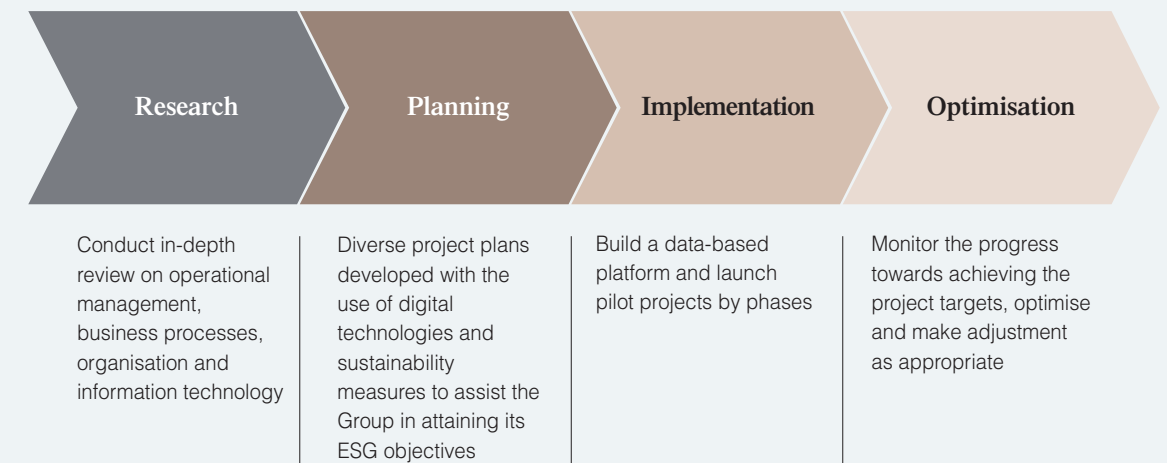 Research
Planning
Implementation
Optimisation
Conduct in-depth
review on operational
management,
business processes,
organisation and
information technology
Diverse project plans
developed with the
use of digital
technologies and
sustainability
measures to assist the
Group in attaining its
ESG objectives
Build a data-based
platform and launch
pilot projects by phases
Monitor the progress
towards achieving the
project targets, optimise
and make adjustment
as appropriate